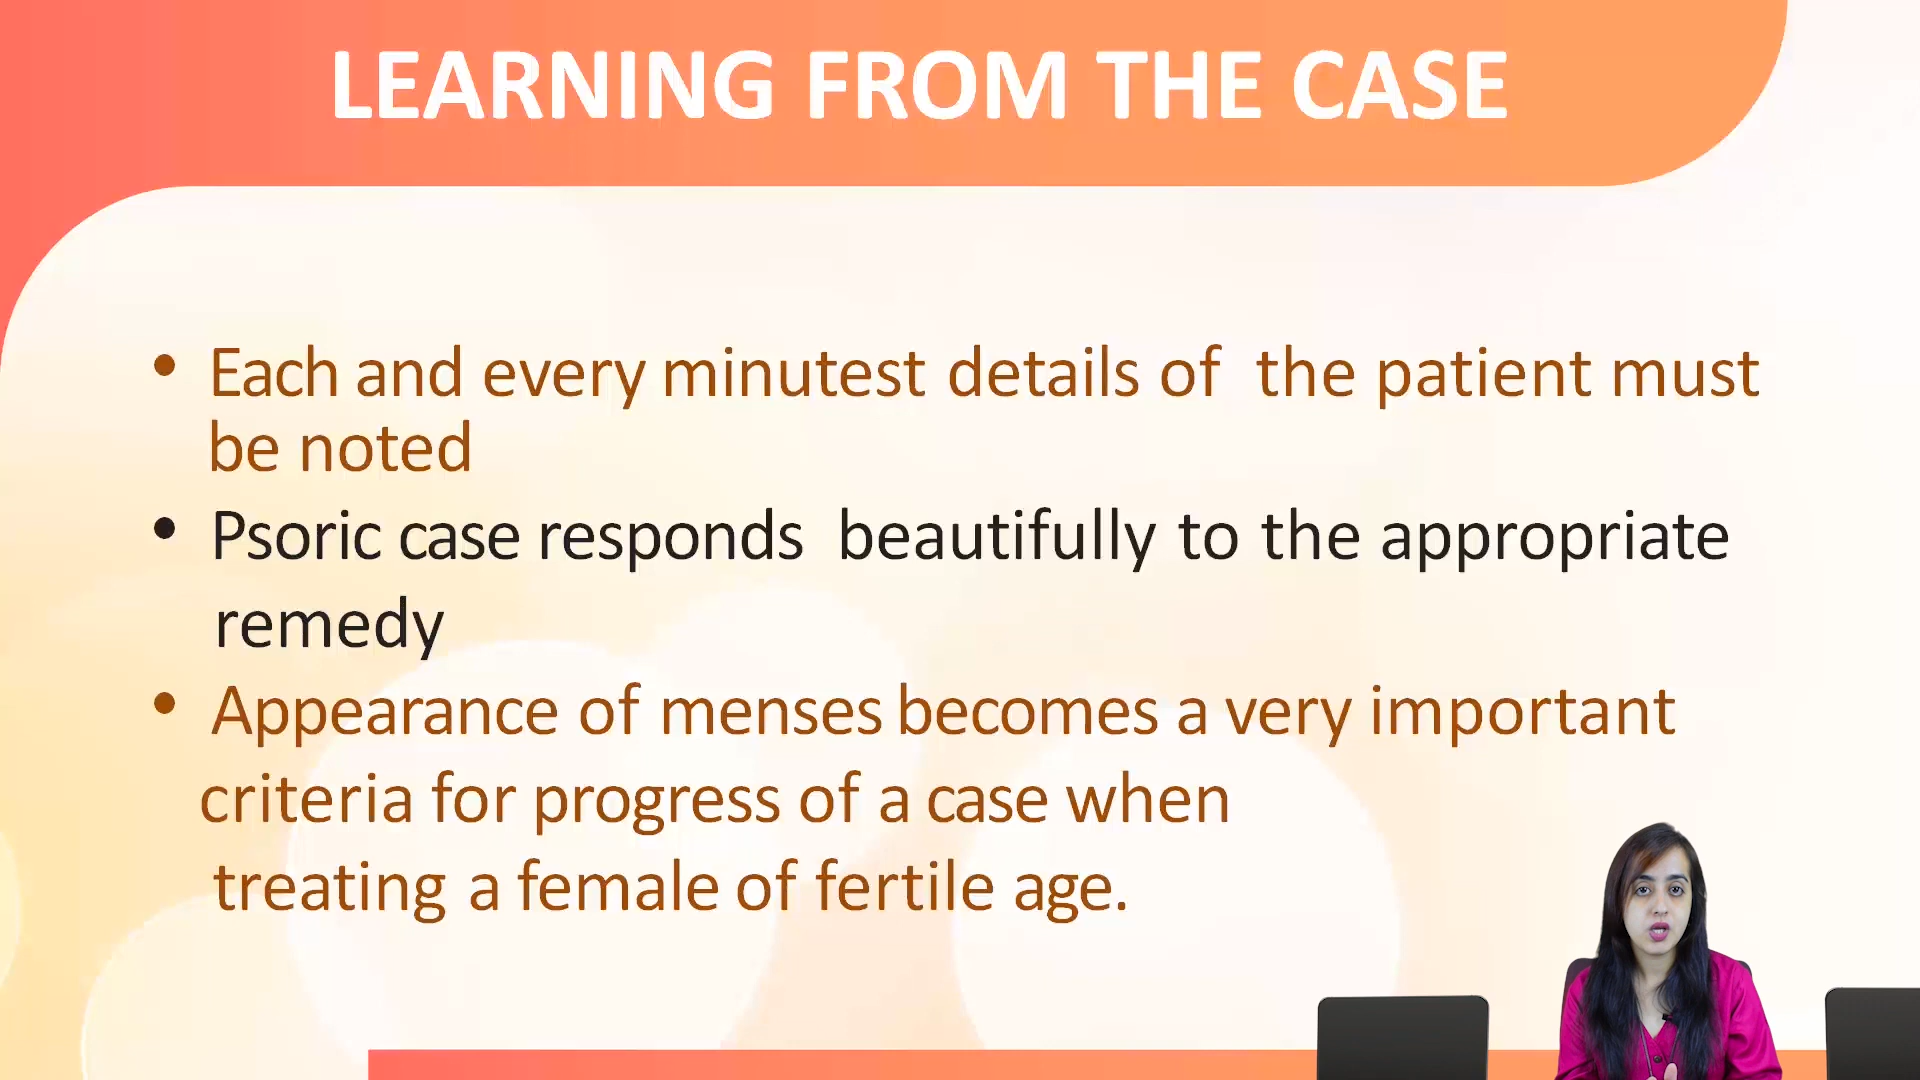 LEARNING FROM THE CASE
• Each and every minutest details of the patient must
be noted
• Psoric case responds beautifully to the appropriate
remedy
• Appearance of menses becomes a very important
criteria for progress of a case when
treating a female of fertile age.